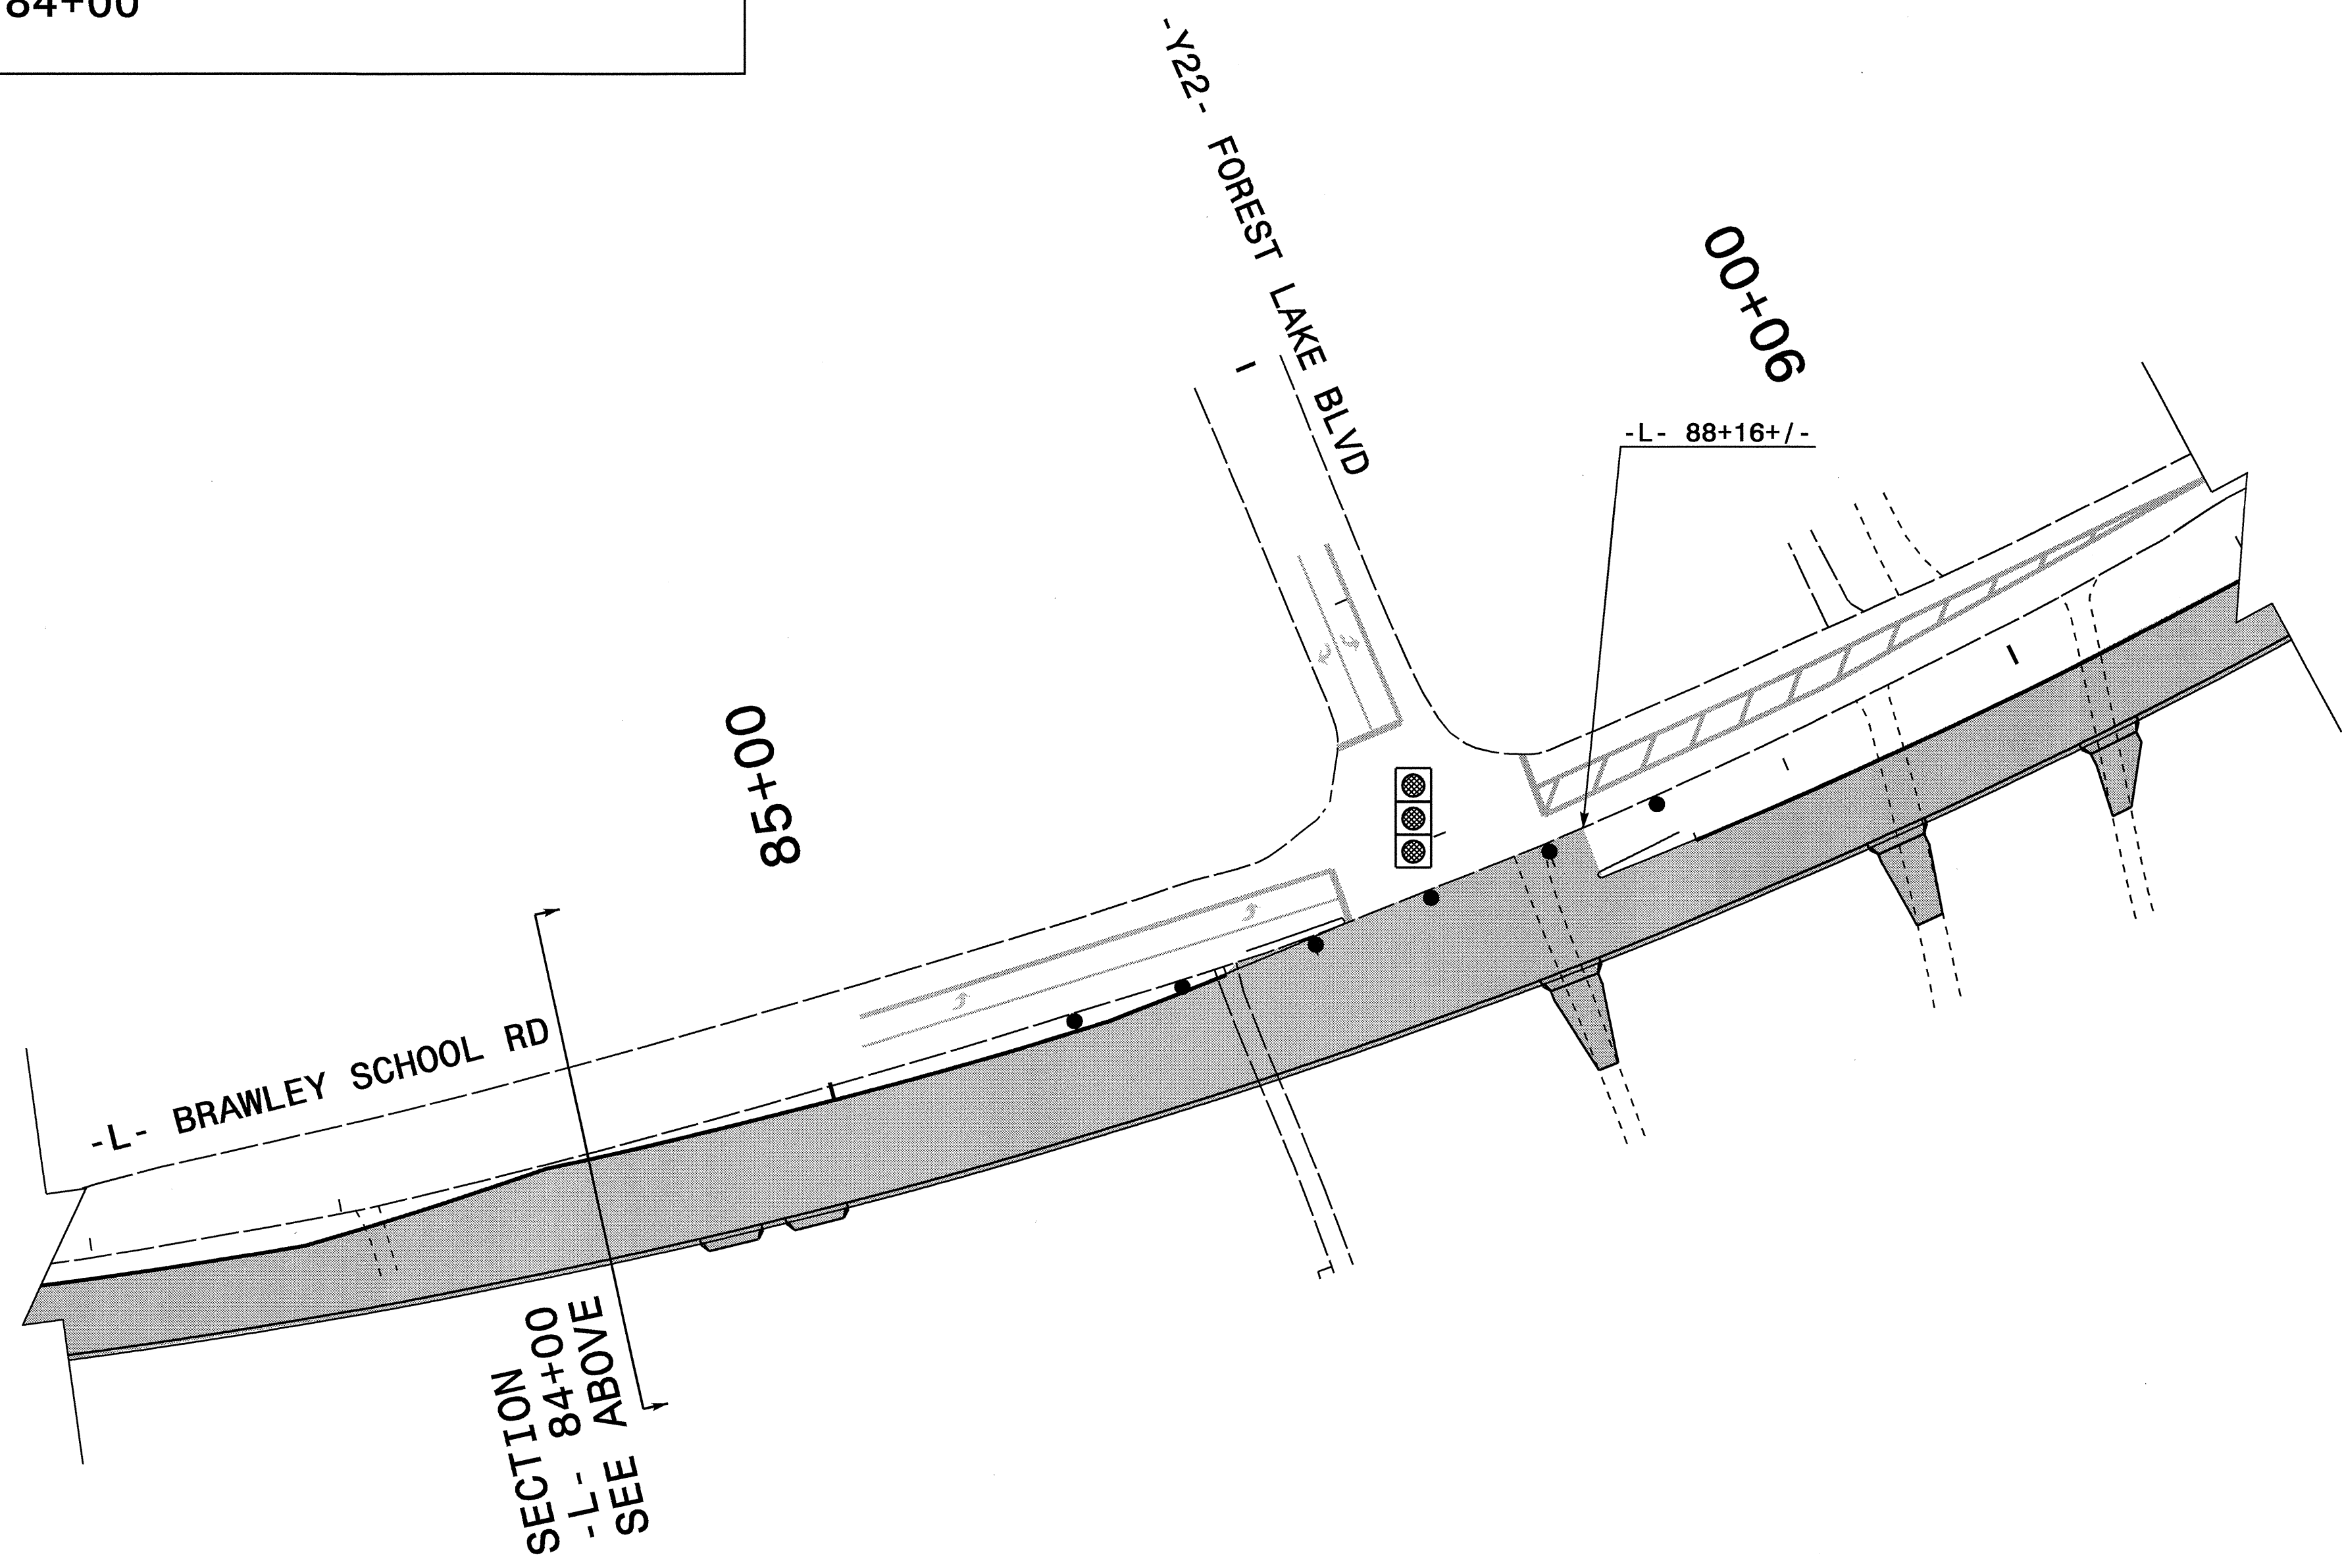 84+00
-Y22- FOREST LAKE BLVD
90+00
-L- 88+16+/-
85+00
-L- BRAWLEY SCHOOL RD
SECTION
-L- 84+00
SEE ABOVE